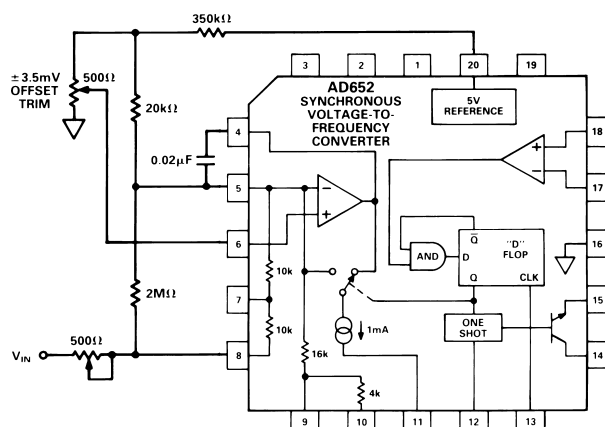 350kΩ
3
2
1
20
19
± 3.5mV
OFFSET
TRIM
500Ω
20kΩ
AD652
SYNCHRONOUS
VOLTAGE-TO-
FREQUENCY
CONVERTER
5V
REFERENCE
4
0.02μF
5
6
7
8
–
+
+
–
18
17
16
15
14
AND
Q̅
"D"
FLOP
D
Q
CLK
10k
10k
2MΩ
1mA
ONE
SHOT
500Ω
VIN
16k
4k
9
10
11
12
13